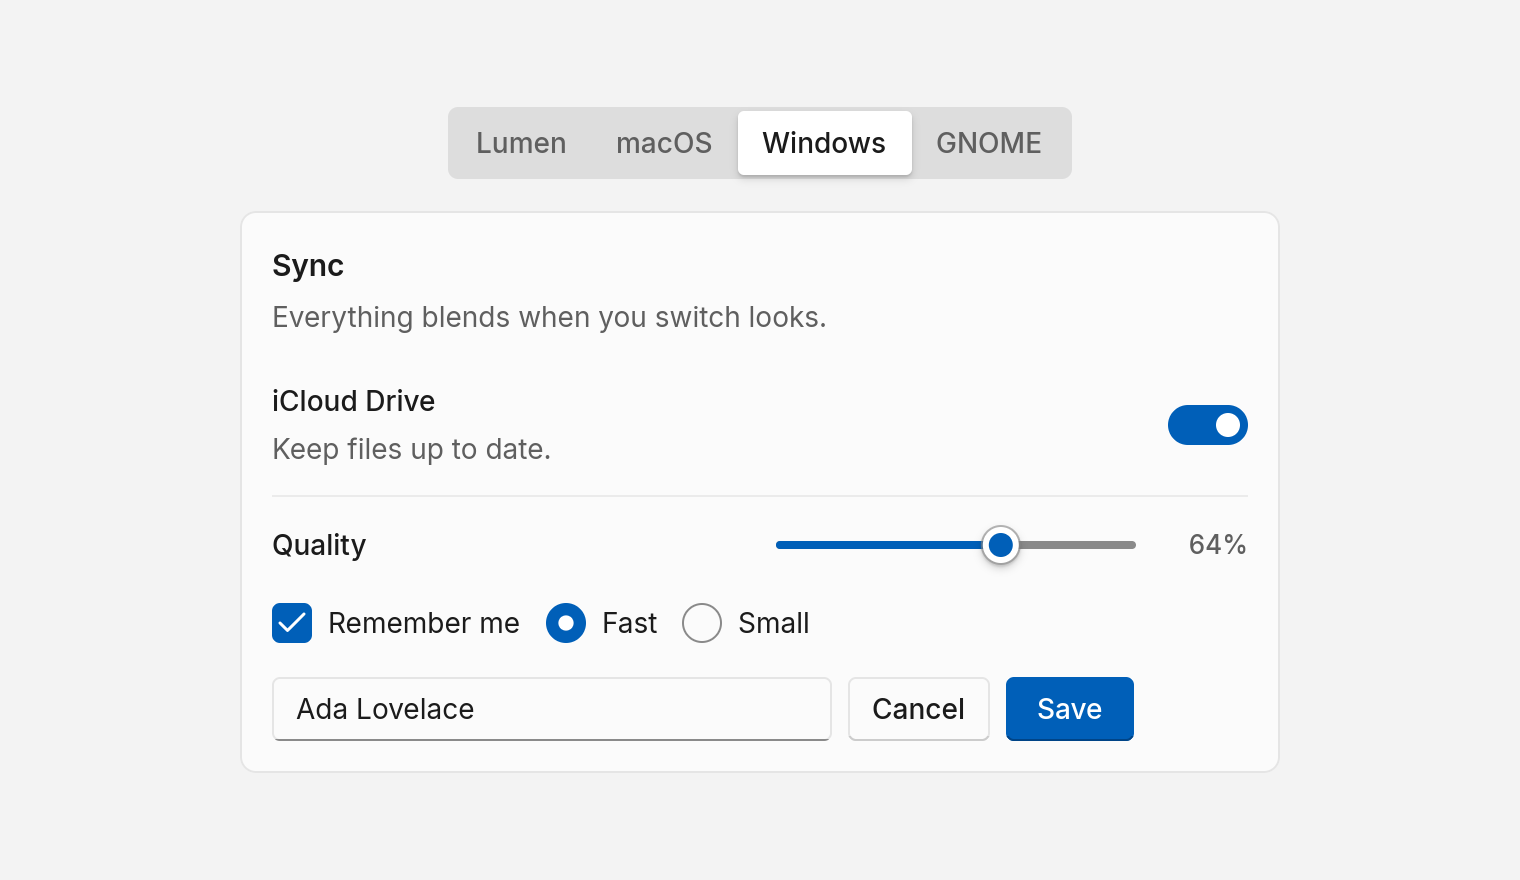 Lumen macOS Windows GNOME
Sync
Everything blends when you switch looks.
iCloud Drive
Keep files up to date.
Quality 64%
Remember me Fast Small
Ada Lovelace Cancel Save